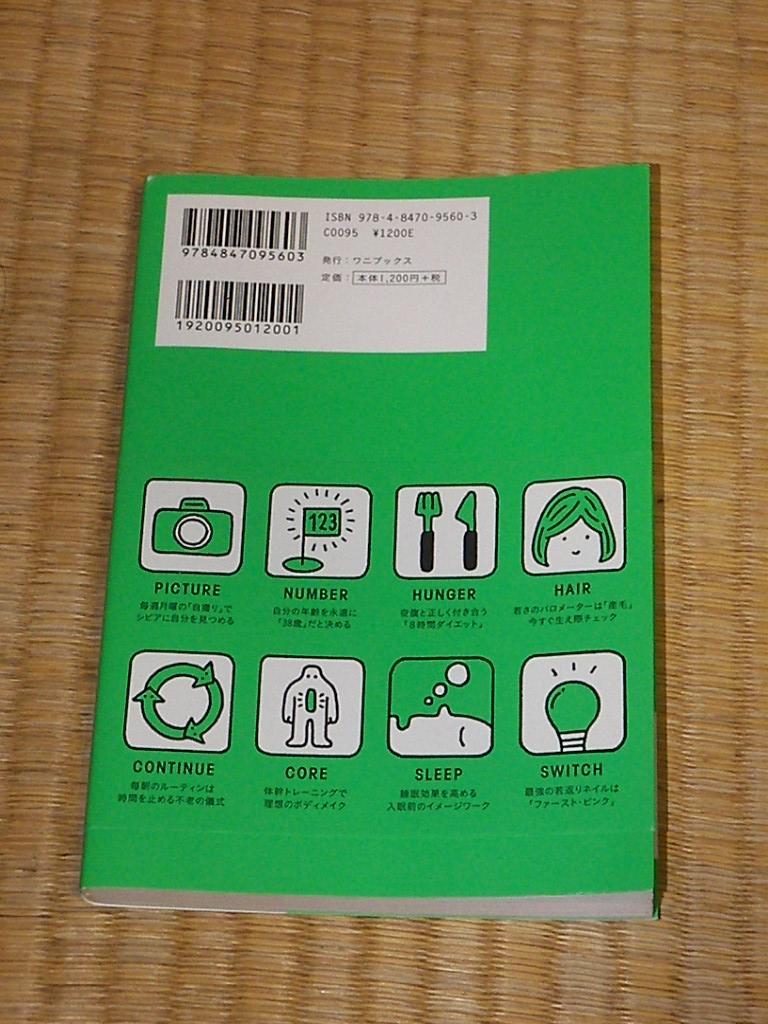 9784847095603
ISBN 978-4-8470-9560-3
C0095 ¥1200E
発行:ワニブックス
定価:本体1,200円+税
1920095012001
PICTURE
毎週月曜の「自撮り」で
シビアに自分を見つめる
123
NUMBER
自分の年齢を永遠に
「38歳」だと決める
HUNGER
空腹と正しく付き合う
「8時間ダイエット」
HAIR
若さのバロメーターは「産毛」
今すぐ生え際チェック
CONTINUE
毎朝のルーティンは
時間を止める不老の儀式
CORE
体幹トレーニングで
理想のボディメイク
SLEEP
睡眠効果を高める
入眠前のイメージワーク
SWITCH
最強の若返りネイルは
「ファースト・ピンク」